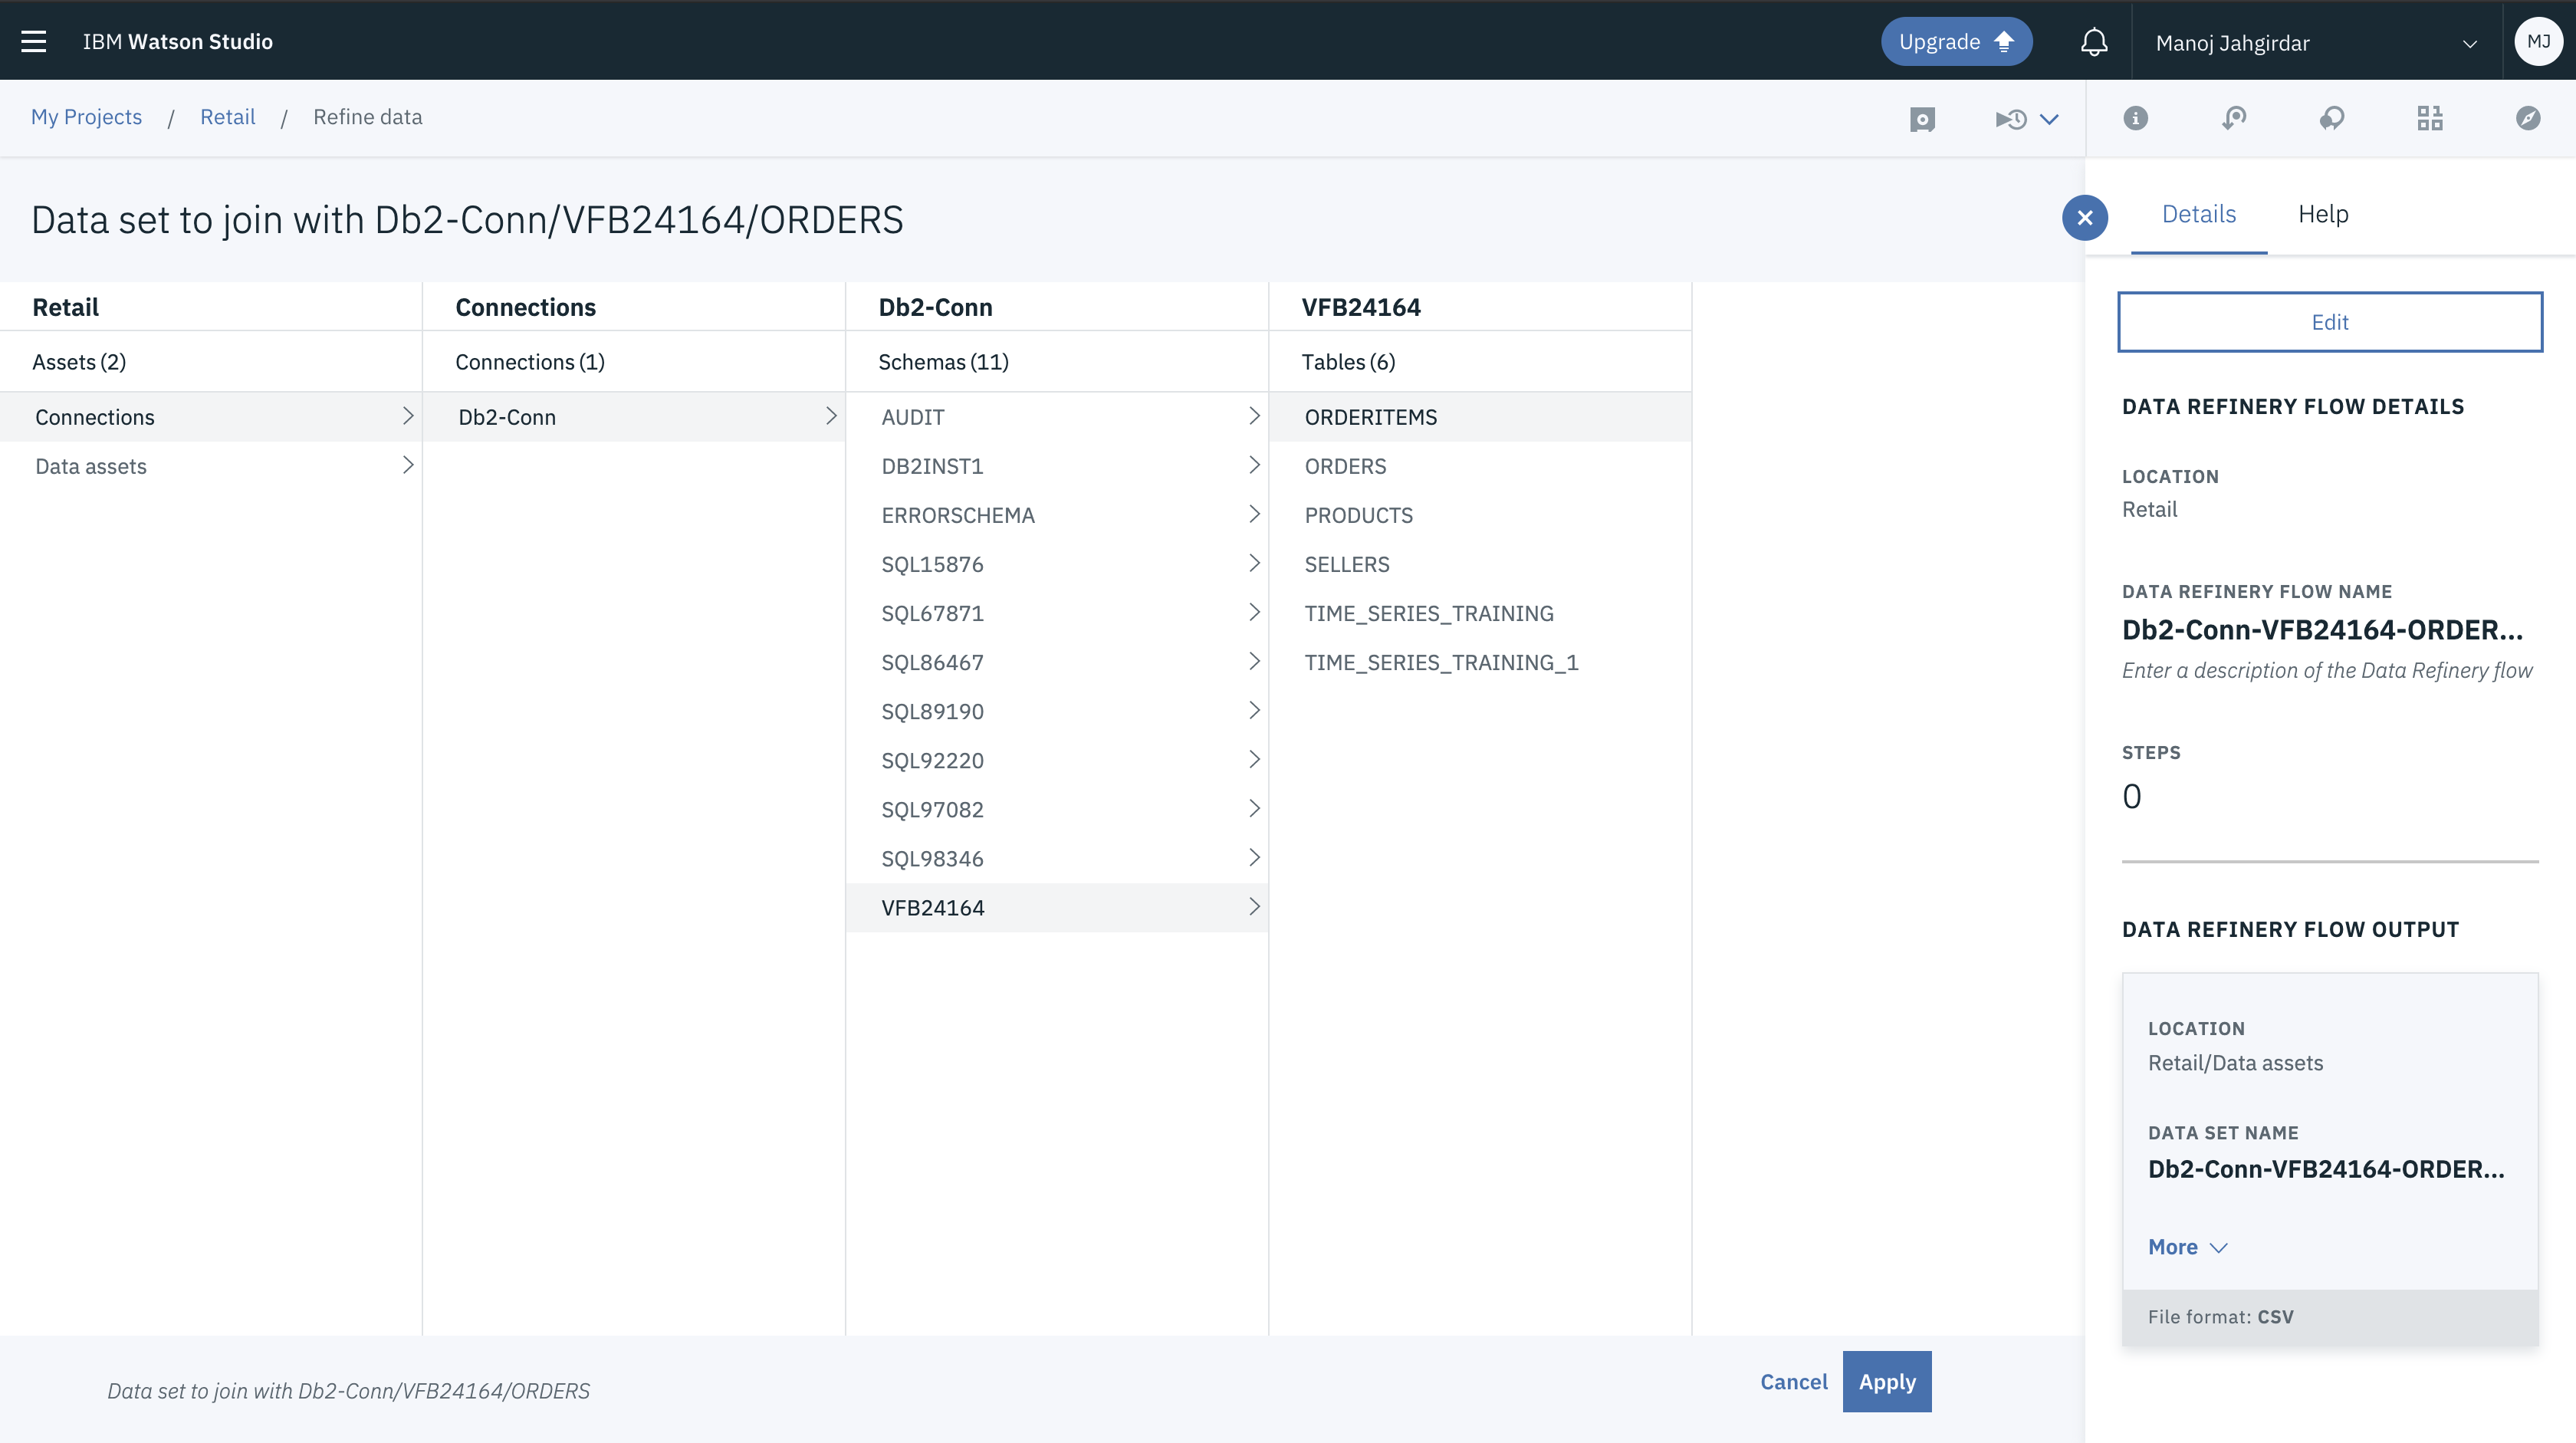 IBM Watson Studio
Upgrade
Manoj Jahgirdar
MJ
My Projects / Retail / Refine data
Data set to join with Db2-Conn/VFB24164/ORDERS
Retail
Assets (2)
Connections
Data assets
Connections
Connections (1)
Db2-Conn
Db2-Conn
Schemas (11)
AUDIT
DB2INST1
ERRORSCHEMA
SQL15876
SQL67871
SQL86467
SQL89190
SQL92220
SQL97082
SQL98346
VFB24164
VFB24164
Tables (6)
ORDERITEMS
ORDERS
PRODUCTS
SELLERS
TIME_SERIES_TRAINING
TIME_SERIES_TRAINING_1
Data set to join with Db2-Conn/VFB24164/ORDERS
Cancel
Apply
Details
Help
Edit
DATA REFINERY FLOW DETAILS
LOCATION
Retail
DATA REFINERY FLOW NAME
Db2-Conn-VFB24164-ORDER...
Enter a description of the Data Refinery flow
STEPS
0
DATA REFINERY FLOW OUTPUT
LOCATION
Retail/Data assets
DATA SET NAME
Db2-Conn-VFB24164-ORDER...
More
File format: CSV